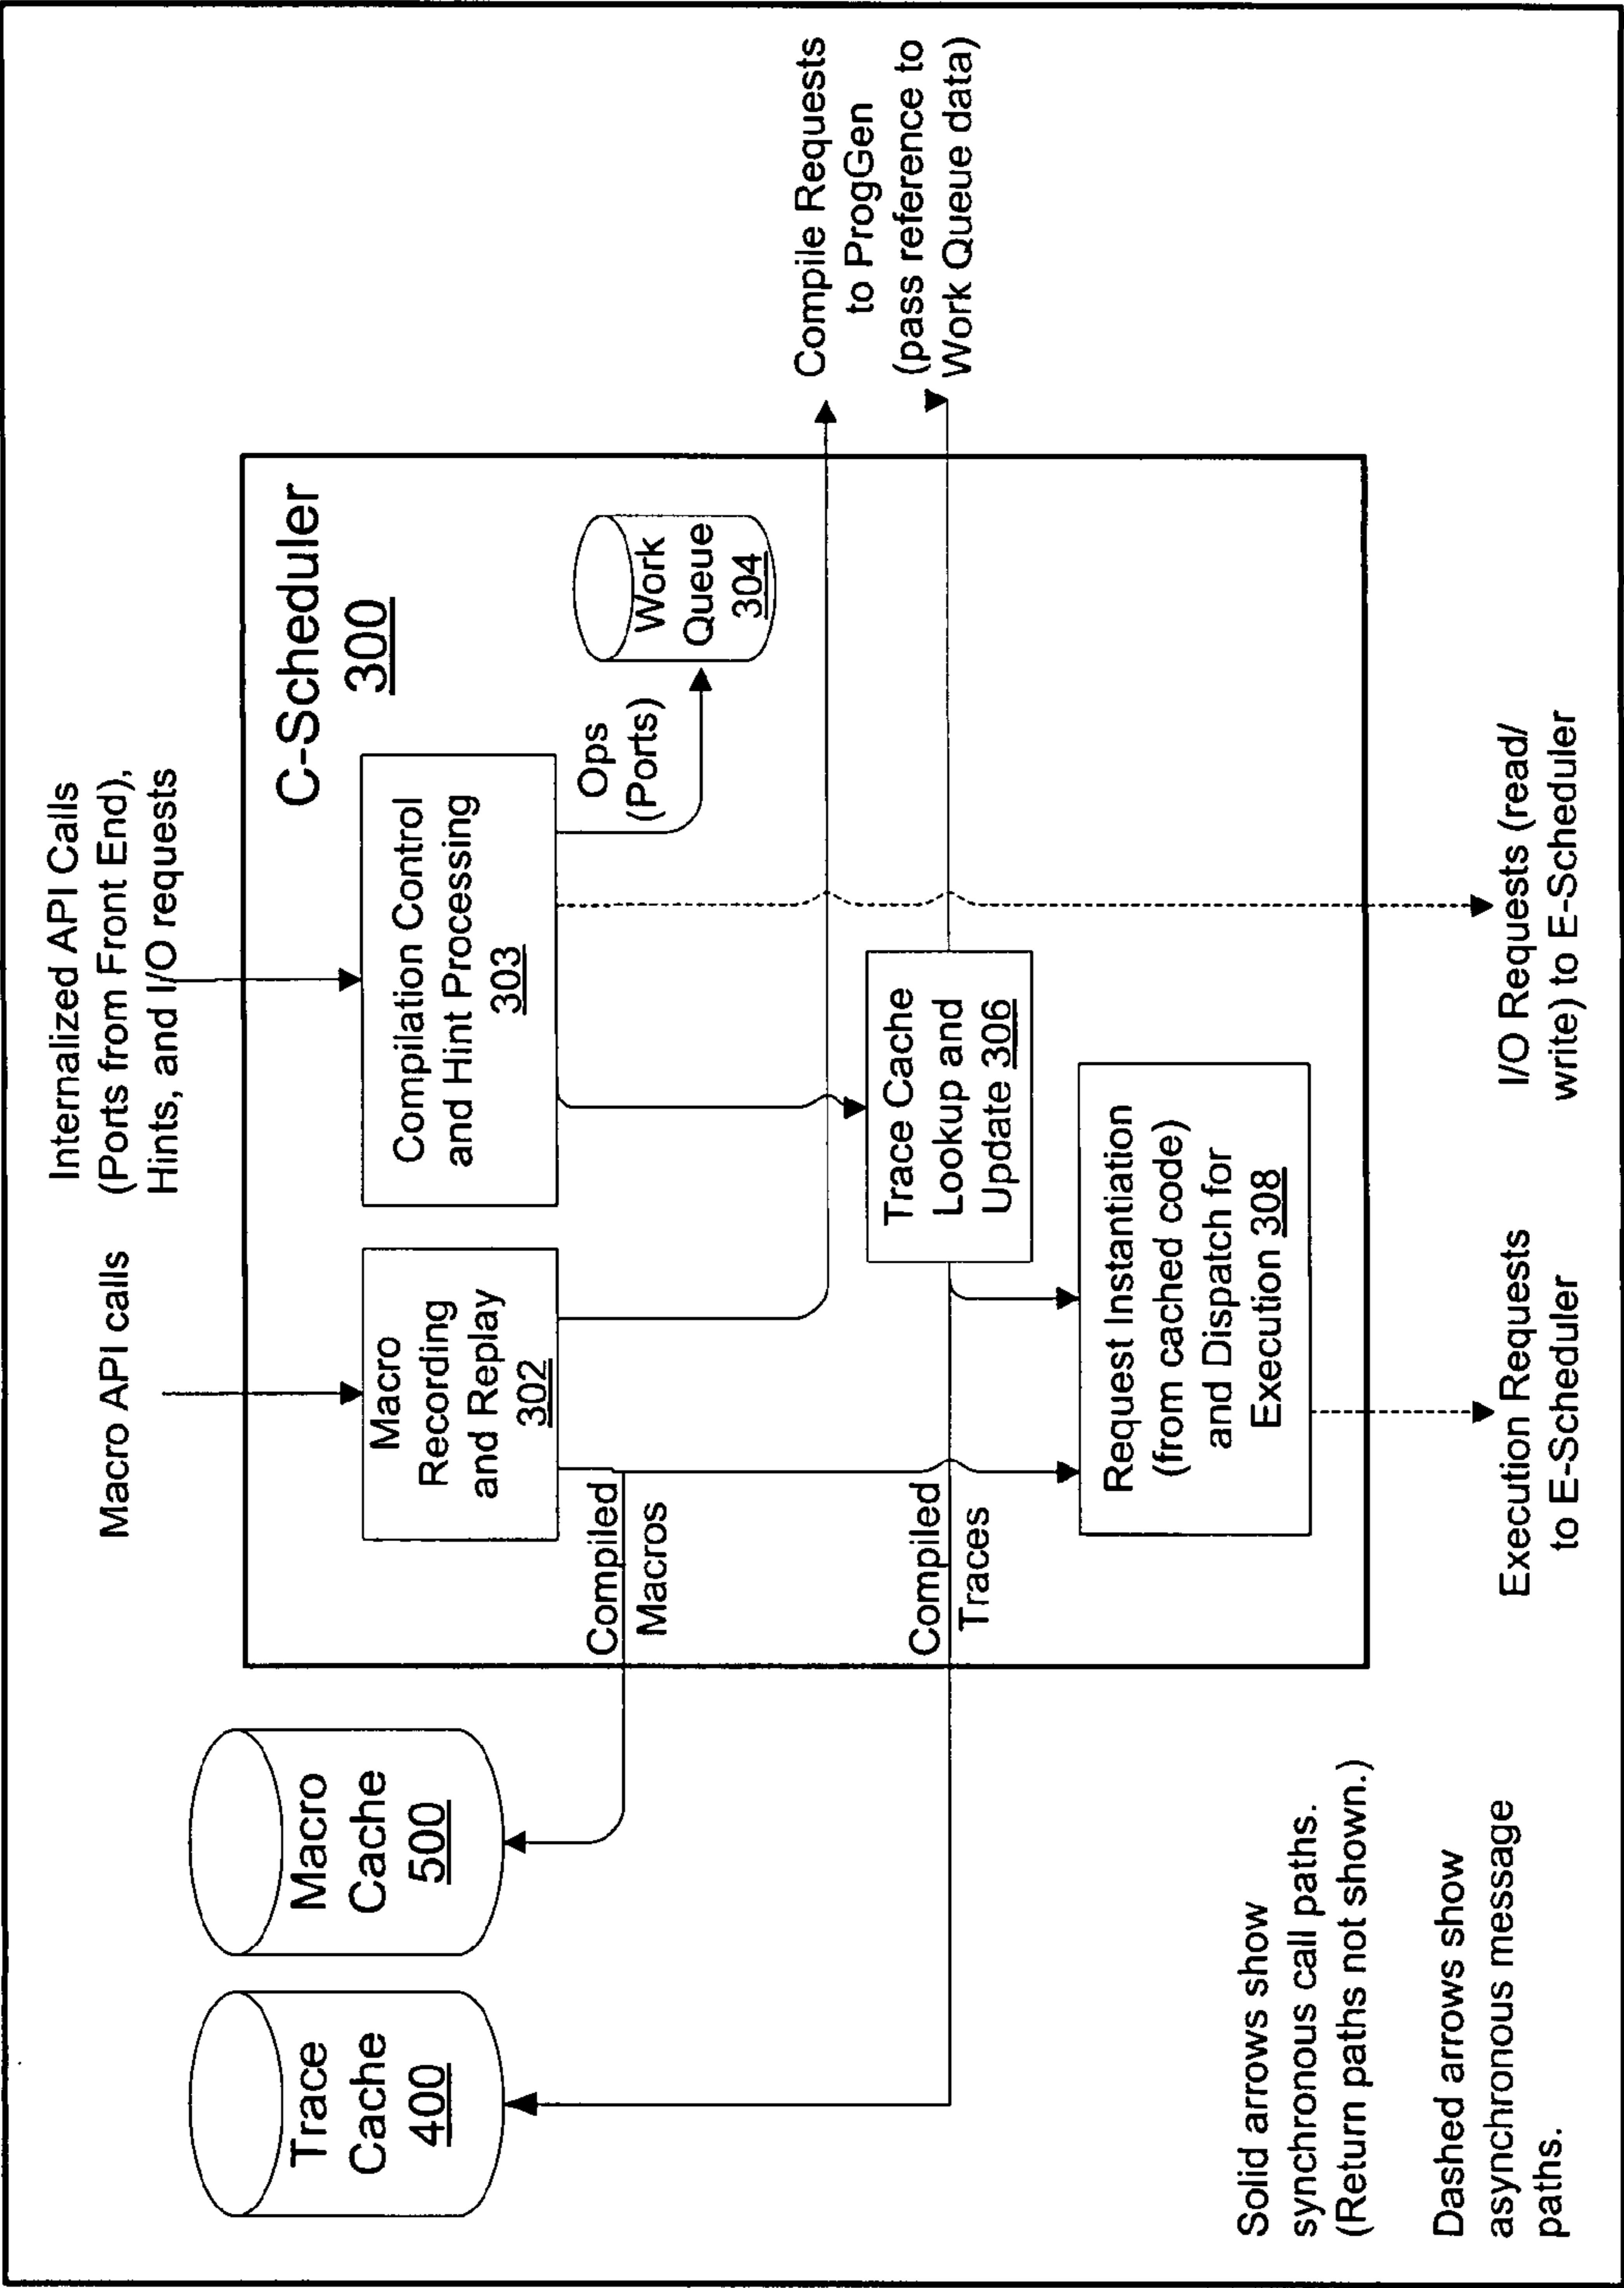 Macro API calls
Internalized API Calls
(Ports from Front End),
Hints, and I/O requests
C-Scheduler
300
Trace
Cache
400
Macro
Cache
500
Macro
Recording
and Replay
302
Compilation Control
and Hint Processing
303
Ops
(Ports)
Work
Queue
304
Compiled
Macros
Compile Requests
to ProgGen
(pass reference to
Work Queue data)
Trace Cache
Lookup and
Update 306
Compiled
Traces
Request Instantiation
(from cached code)
and Dispatch for
Execution 308
Solid arrows show
synchronous call paths.
(Return paths not shown.)
Dashed arrows show
asynchronous message
paths.
Execution Requests
to E-Scheduler
I/O Requests (read/
write) to E-Scheduler